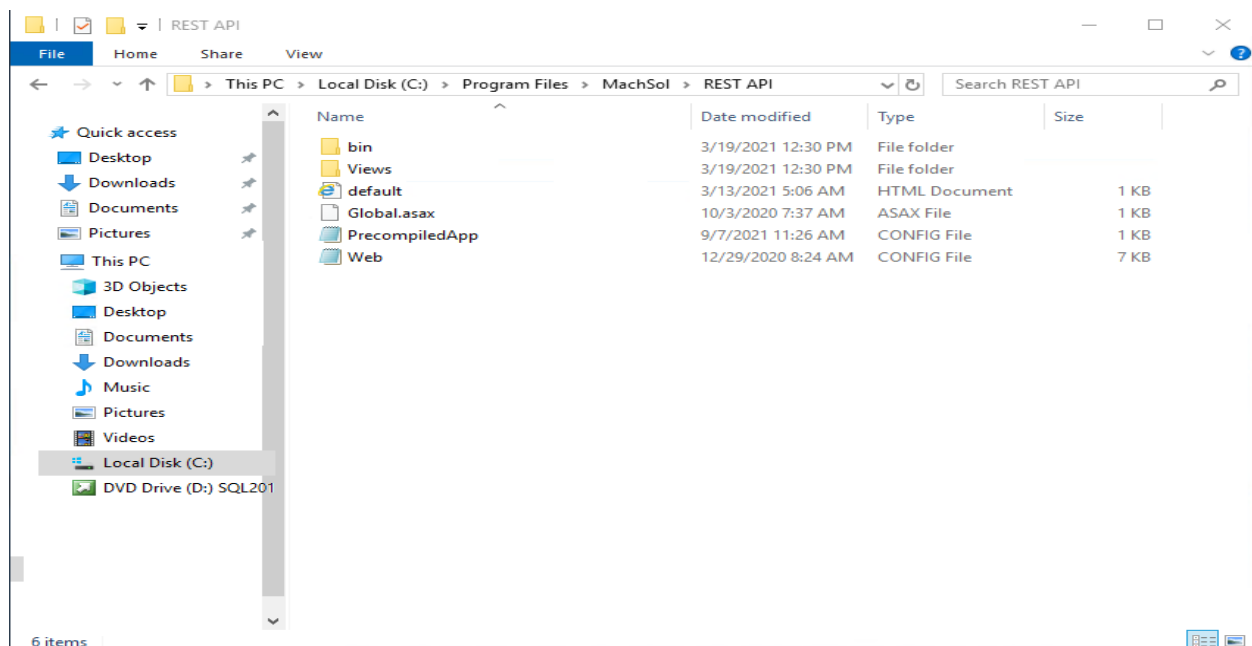 REST API
File Home Share View
This PC > Local Disk (C:) > Program Files > MachSol > REST API Search REST API
Name Date modified Type Size
Quick access
Desktop
Downloads
Documents
Pictures
This PC
3D Objects
Desktop
Documents
Downloads
Music
Pictures
Videos
Local Disk (C:)
DVD Drive (D:) SQL201
bin 3/19/2021 12:30 PM File folder
Views 3/19/2021 12:30 PM File folder
default 3/13/2021 5:06 AM HTML Document 1 KB
Global.asax 10/3/2020 7:37 AM ASAX File 1 KB
PrecompiledApp 9/7/2021 11:26 AM CONFIG File 1 KB
Web 12/29/2020 8:24 AM CONFIG File 7 KB
6 items